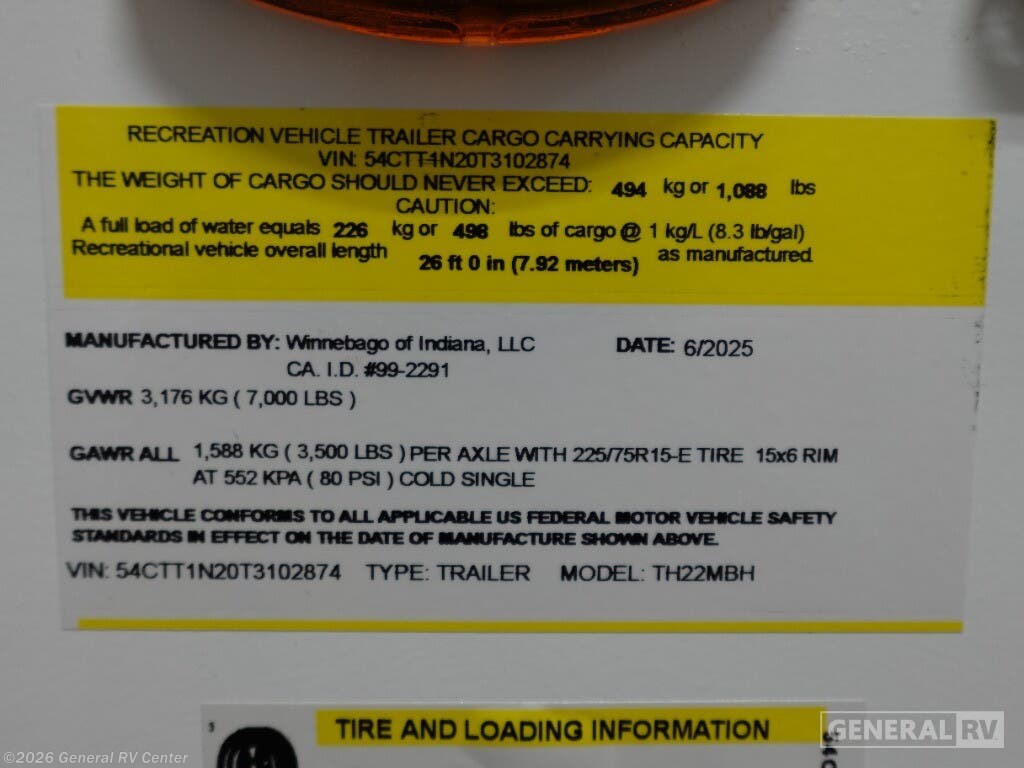 RECREATION VEHICLE TRAILER CARGO CARRYING CAPACITY
VIN: 54CTT1N20T3102874
THE WEIGHT OF CARGO SHOULD NEVER EXCEED: 494 kg or 1,088 lbs
CAUTION:
A full load of water equals 226 kg or 498 lbs of cargo @ 1 kg/L (8.3 lb/gal)
Recreational vehicle overall length 26 ft 0 in (7.92 meters) as manufactured
MANUFACTURED BY: Winnebago of Indiana, LLC DATE: 6/2025
CA. I.D. #99-2291
GVWR 3,176 KG ( 7,000 LBS )
GAWR ALL 1,588 KG ( 3,500 LBS ) PER AXLE WITH 225/75R15-E TIRE 15x6 RIM
AT 552 KPA ( 80 PSI ) COLD SINGLE
THIS VEHICLE CONFORMS TO ALL APPLICABLE US FEDERAL MOTOR VEHICLE SAFETY
STANDARDS IN EFFECT ON THE DATE OF MANUFACTURE SHOWN ABOVE.
VIN: 54CTT1N20T3102874 TYPE: TRAILER MODEL: TH22MBH
TIRE AND LOADING INFORMATION
GENERAL RV
©2026 General RV Center